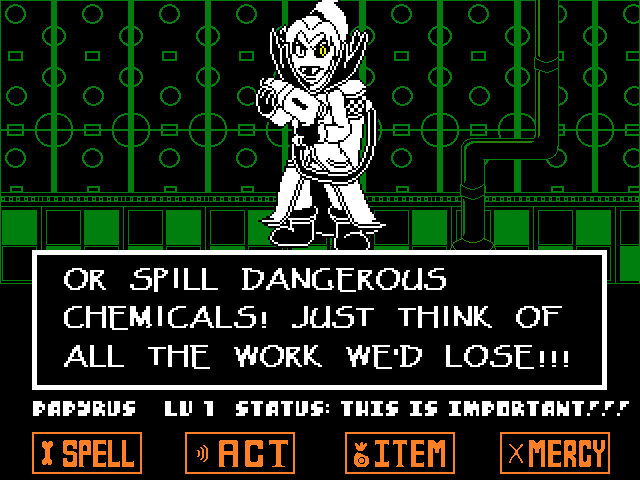 OR SPILL DANGEROUS
CHEMICALS! JUST THINK OF
ALL THE WORK WE'D LOSE!!!
PAPYRUS LV 1 STATUS: THIS IS IMPORTANT!!!
SPELL ACT ITEM MERCY